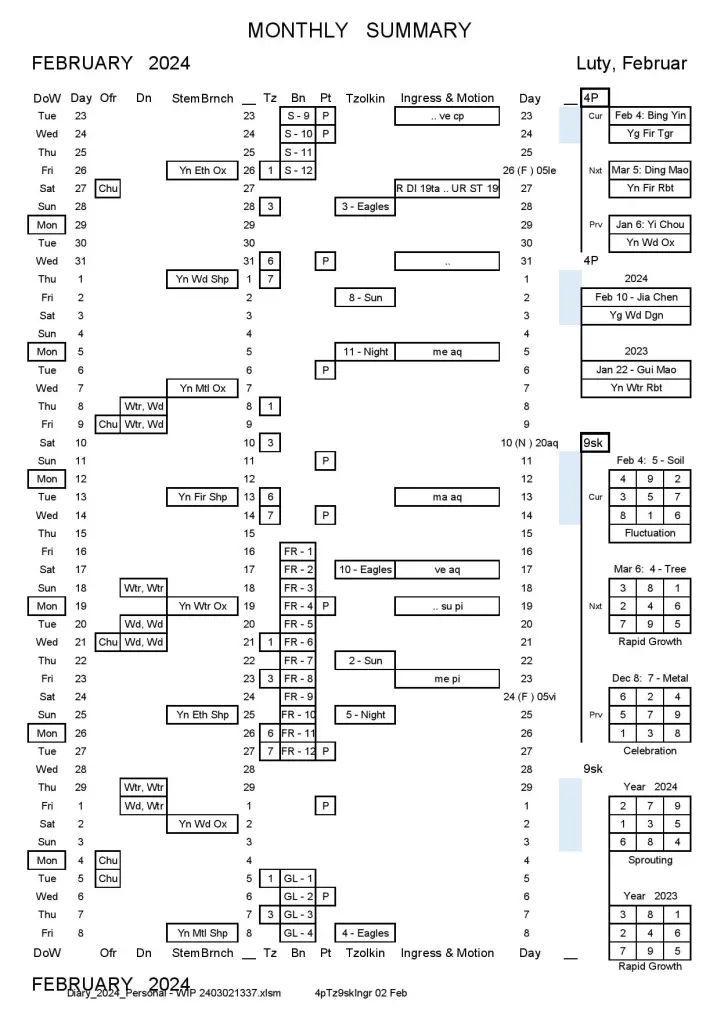 MONTHLY SUMMARY
FEBRUARY 2024 Luty, Februar
DoW Day Ofr Dn Stem Brnch __ Tz Bn Pt Tzolkin Ingress & Motion Day __ 4P
Tue 23 23 S - 9 P .. ve cp 23 Cur Feb 4: Bing Yin
Wed 24 24 S - 10 P 24 Yg Fir Tgr
Thu 25 25 S - 11 25
Fri 26 Yn Eth Ox 26 1 S - 12 26 (F ) 05le Nxt Mar 5: Ding Mao
Sat 27 Chu 27 R DI 19ta .. UR ST 19 27 Yn Fir Rbt
Sun 28 28 3 3 - Eagles 28
Mon 29 29 29 Prv Jan 6: Yi Chou
Tue 30 30 30 Yn Wd Ox
Wed 31 31 6 P .. 31 4P
Thu 1 Yn Wd Shp 1 7 1 2024
Fri 2 2 8 - Sun 2 Feb 10 - Jia Chen
Sat 3 3 3 Yg Wd Dgn
Sun 4 4 4
Mon 5 5 11 - Night me aq 5 2023
Tue 6 6 P 6 Jan 22 - Gui Mao
Wed 7 Yn Mtl Ox 7 7 Yn Wtr Rbt
Thu 8 Wtr, Wd 8 1 8
Fri 9 Chu Wtr, Wd 9 9
Sat 10 10 3 10 (N ) 20aq 9sk
Sun 11 11 P 11 Feb 4: 5 - Soil
Mon 12 12 12 4 9 2
Tue 13 Yn Fir Shp 13 6 ma aq 13 Cur 3 5 7
Wed 14 14 7 P 14 8 1 6
Thu 15 15 15 Fluctuation
Fri 16 16 FR - 1 16
Sat 17 17 FR - 2 10 - Eagles ve aq 17 Mar 6: 4 - Tree
Sun 18 Wtr, Wtr 18 FR - 3 18 3 8 1
Mon 19 Yn Wtr Ox 19 FR - 4 P .. su pi 19 Nxt 2 4 6
Tue 20 Wd, Wd 20 FR - 5 20 7 9 5
Wed 21 Chu Wd, Wd 21 1 FR - 6 21 Rapid Growth
Thu 22 22 FR - 7 2 - Sun 22
Fri 23 23 3 FR - 8 me pi 23 Dec 8: 7 - Metal
Sat 24 24 FR - 9 24 (F ) 05vi 6 2 4
Sun 25 Yn Eth Shp 25 FR - 10 5 - Night 25 Prv 5 7 9
Mon 26 26 6 FR - 11 26 1 3 8
Tue 27 27 7 FR - 12 P 27 Celebration
Wed 28 28 28 9sk
Thu 29 Wtr, Wtr 29 29 Year 2024
Fri 1 Wd, Wtr 1 P 1 2 7 9
Sat 2 Yn Wd Ox 2 2 1 3 5
Sun 3 3 3 6 8 4
Mon 4 Chu 4 4 Sprouting
Tue 5 Chu 5 1 GL - 1 5
Wed 6 6 GL - 2 P 6 Year 2023
Thu 7 7 3 GL - 3 7 3 8 1
Fri 8 Yn Mtl Shp 8 GL - 4 4 - Eagles 8 2 4 6
DoW Ofr Dn Stem Brnch __ Tz Bn Pt Tzolkin Ingress & Motion Day __ 7 9 5
Rapid Growth
FEBRUARY 2024
Diary_2024_Personal - WIP 2403021337.xlsm 4pTz9skIngr 02 Feb